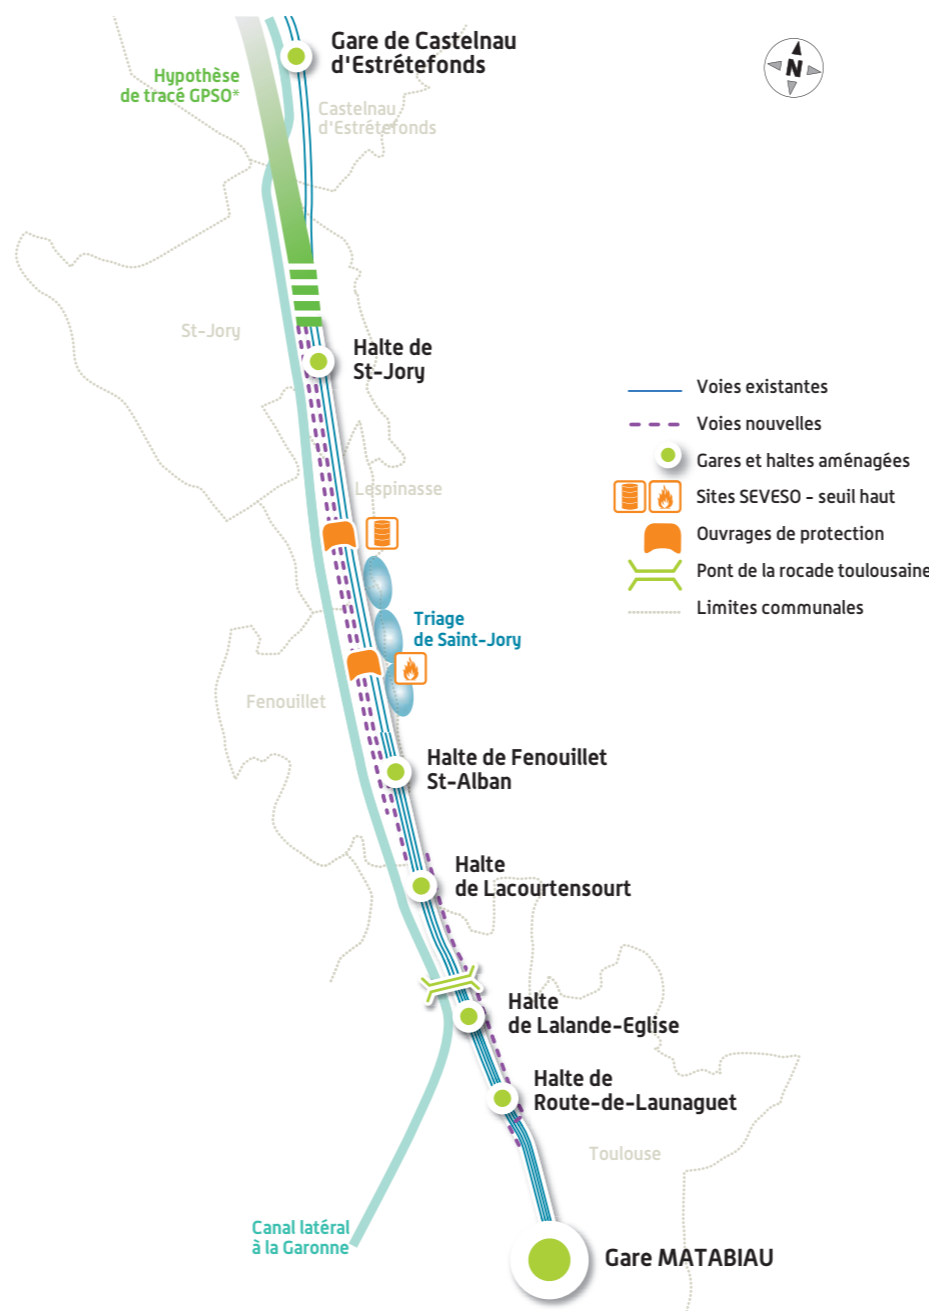 Gare de Castelnau
d'Estrétefonds
N
Hypothèse
de tracé GPSO*
Castelnau
d'Estrétefonds
St-Jory
Halte de
St-Jory
Voies existantes
Voies nouvelles
Gares et haltes aménagées
Sites SEVESO - seuil haut
Ouvrages de protection
Pont de la rocade toulousaine
Limites communales
Lespinasse
Triage
de Saint-Jory
Fenouillet
Halte de Fenouillet
St-Alban
Halte
de Lacourtensourt
Halte
de Lalande-Eglise
Halte de
Route-de-Launaguet
Toulouse
Canal latéral
à la Garonne
Gare MATABIAU